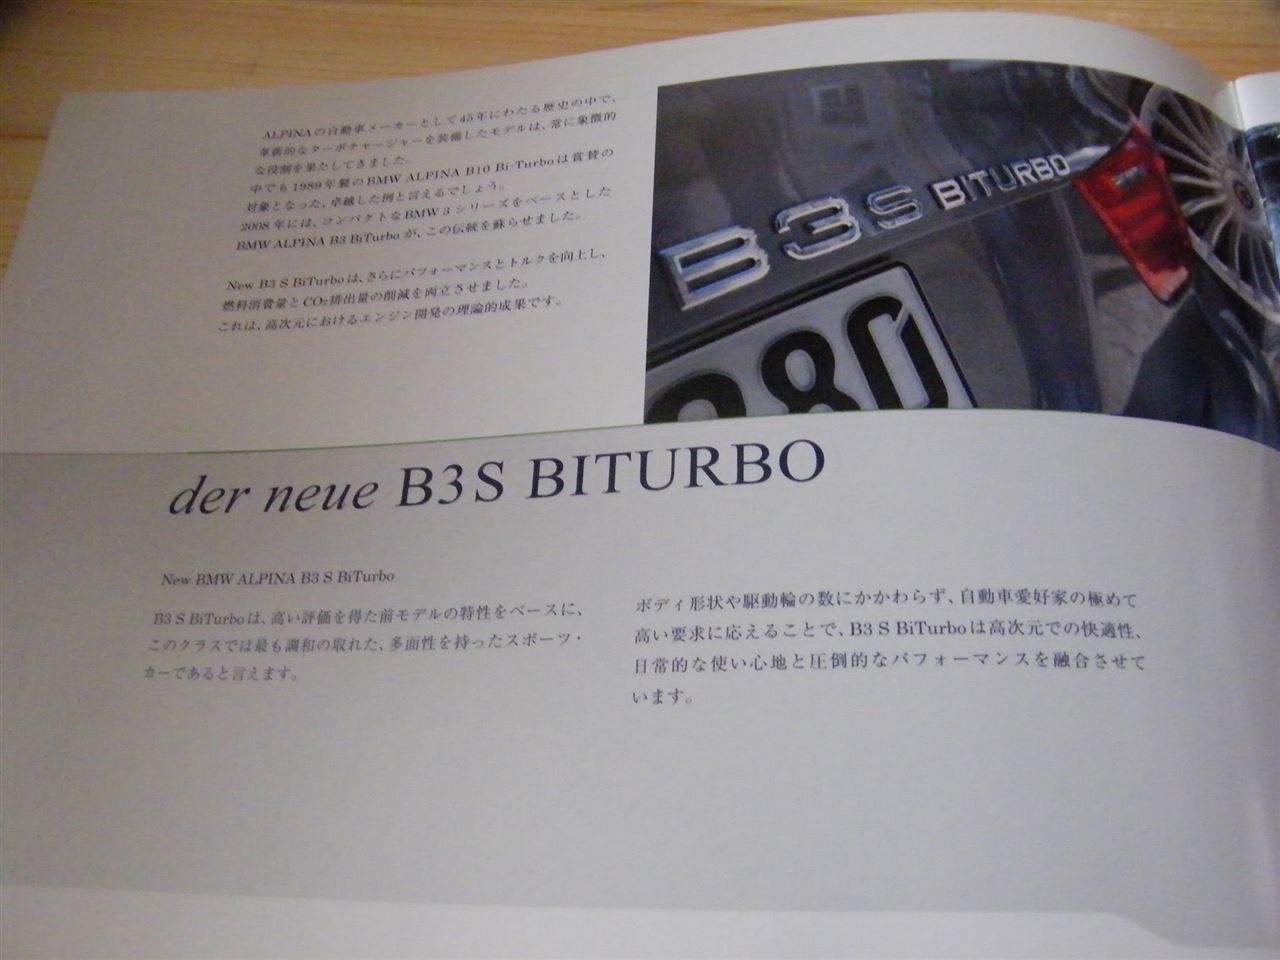 ALPINAの自動車メーカーとして45年にわたる歴史の中で、
革新的なターボチャージャーを装備したモデルは、常に象徴的
な役割を果たしてきました。
中でも1989年製のBMW ALPINA B10 Bi-Turboは賞賛の
対象となった、卓越した例と言えるでしょう。
2008年には、コンパクトなBMW 3 シリーズをベースとした
BMW ALPINA B3 BiTurboが、この伝統を蘇らせました。
New B3 S BiTurboは、さらにパフォーマンスとトルクを向上し、
燃料消費量とCO₂排出量の削減を両立させました。
これは、高次元におけるエンジン開発の理論的成果です。
B3S BITURBO
880
der neue B3S BITURBO
New BMW ALPINA B3 S BiTurbo
B3 S BiTurboは、高い評価を得た前モデルの特性をベースに、
このクラスでは最も調和の取れた、多面性を持ったスポーツ・
カーであると言えます。
ボディ形状や駆動輪の数にかかわらず、自動車愛好家の極めて
高い要求に応えることで、B3 S BiTurboは高次元での快適性、
日常的な使い心地と圧倒的なパフォーマンスを融合させて
います。